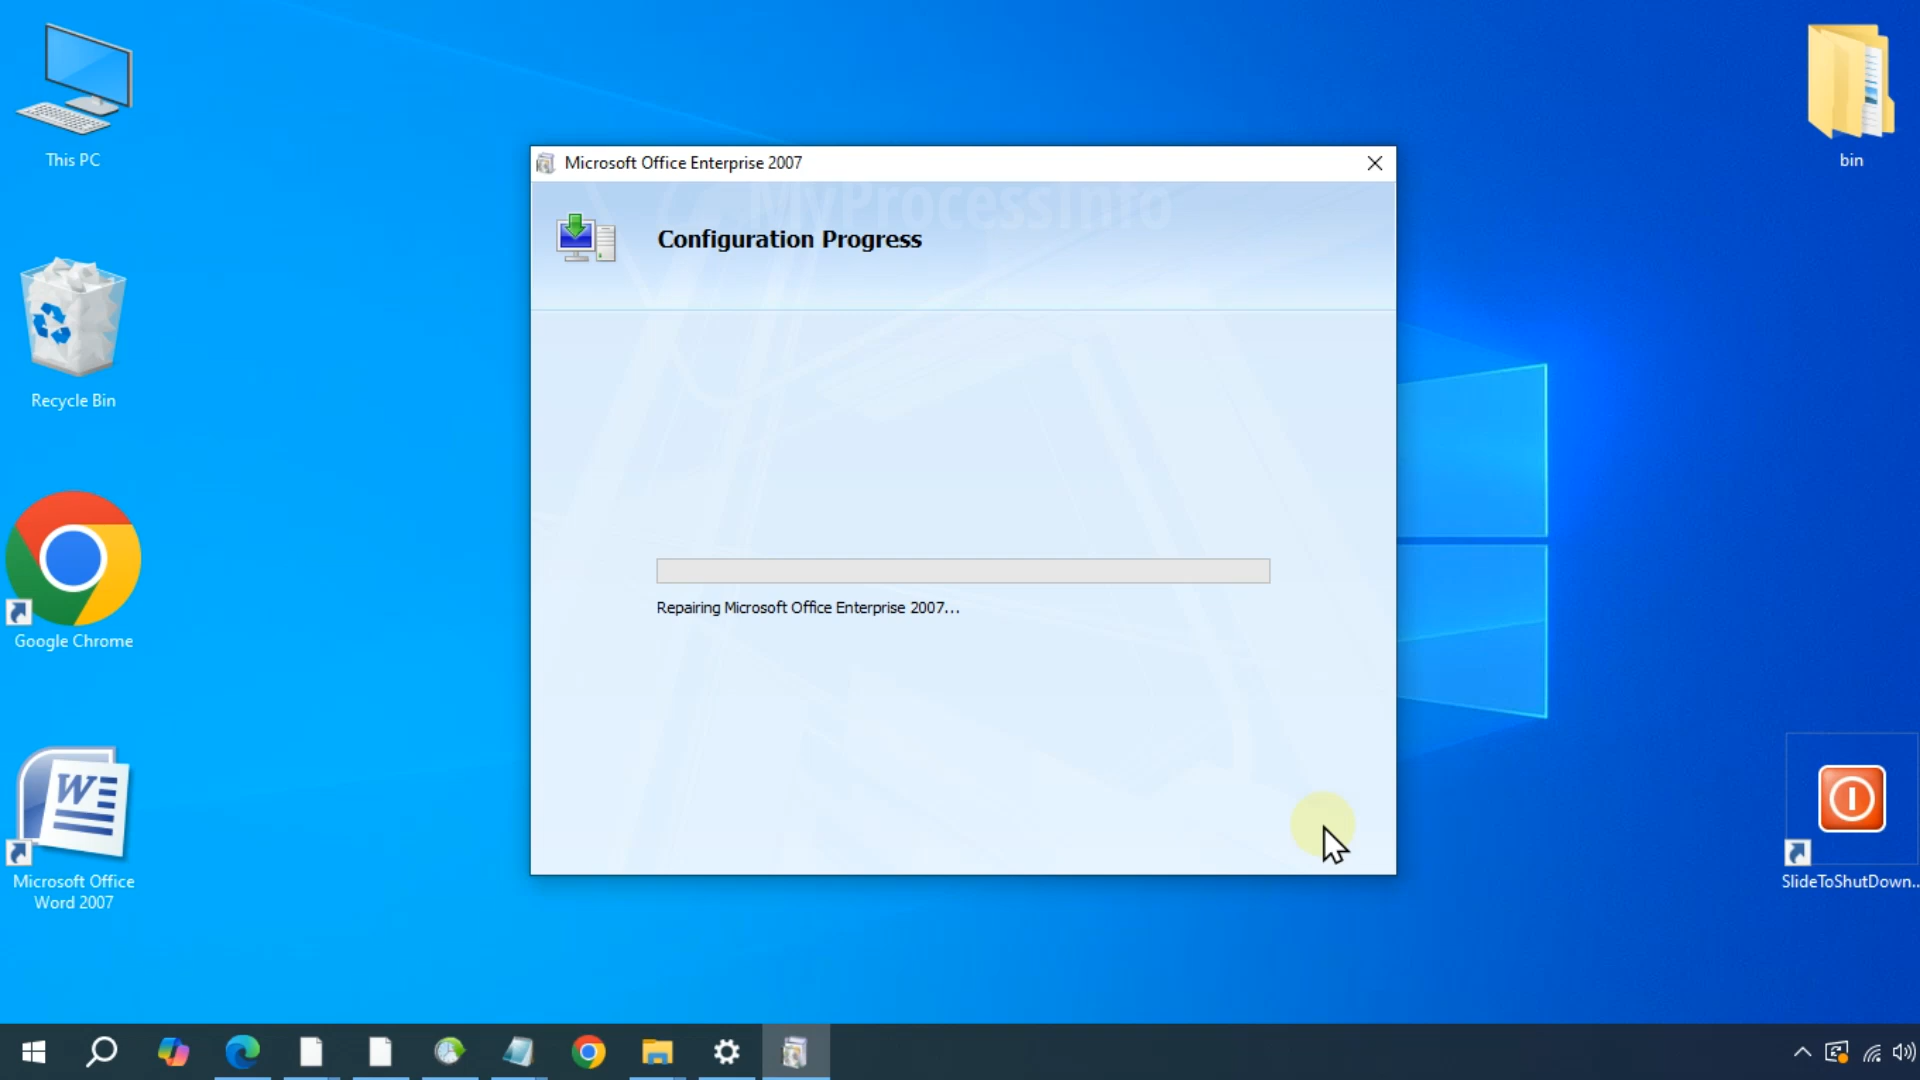 This PC
Recycle Bin
Google Chrome
Microsoft Office
Word 2007
Microsoft Office Enterprise 2007
MyProcessInfo
Configuration Progress
Repairing Microsoft Office Enterprise 2007...
bin
SlideToShutDown...